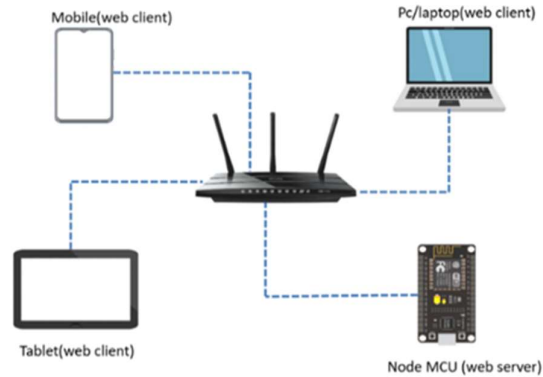 Mobile(web client)
Pc/laptop(web client)
Tablet(web client)
Node MCU (web server)